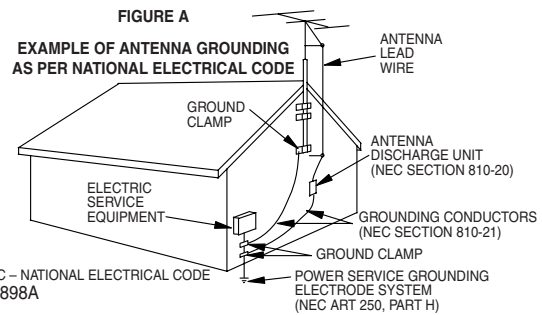 FIGURE A
EXAMPLE OF ANTENNA GROUNDING
AS PER NATIONAL ELECTRICAL CODE
ANTENNA
LEAD
WIRE
GROUND
CLAMP
ANTENNA
DISCHARGE UNIT
(NEC SECTION 810-20)
ELECTRIC
SERVICE
EQUIPMENT
GROUNDING CONDUCTORS
(NEC SECTION 810-21)
GROUND CLAMP
POWER SERVICE GROUNDING
ELECTRODE SYSTEM
(NEC ART 250, PART H)
C – NATIONAL ELECTRICAL CODE
898A